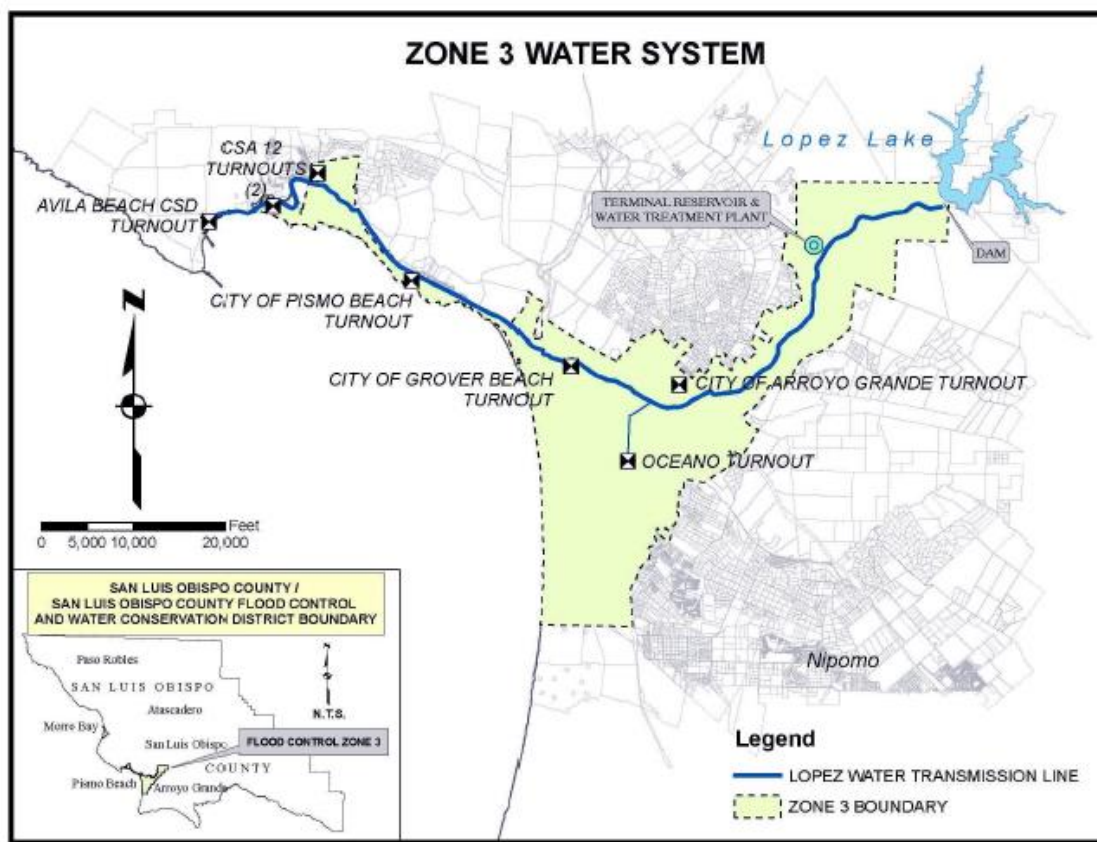 ZONE 3 WATER SYSTEM
Lopez Lake
CSA 12
TURNOUTS
(2)
AVILA BEACH CSD
TURNOUT
TERMINAL RESERVOIR &
WATER TREATMENT PLANT
DAM
CITY OF PISMO BEACH
TURNOUT
N
CITY OF GROVER BEACH
TURNOUT
CITY OF ARROYO GRANDE TURNOUT
OCEANO TURNOUT
Feet
0 5,000 10,000 20,000
SAN LUIS OBISPO COUNTY /
SAN LUIS OBISPO COUNTY FLOOD CONTROL
AND WATER CONSERVATION DISTRICT BOUNDARY
Paso Robles
SAN LUIS OBISPO
Atascadero
N.T.S.
Morro Bay
San Luis Obispo
FLOOD CONTROL ZONE 3
COUNTY
Pismo Beach
Arroyo Grande
Nipomo
Legend
LOPEZ WATER TRANSMISSION LINE
ZONE 3 BOUNDARY